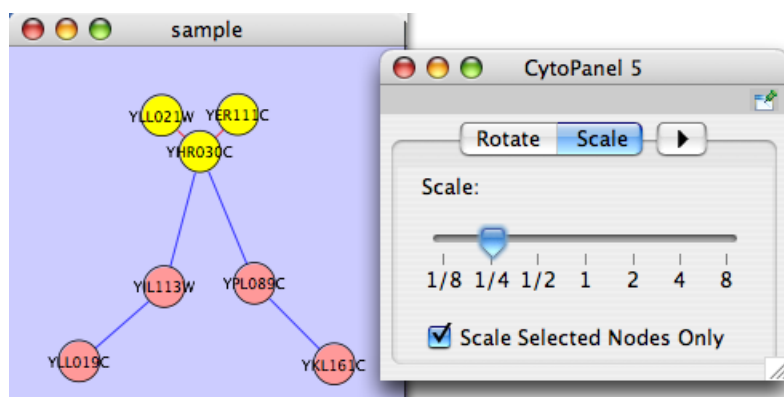 sample
YLL021W YER111C
YHR030C
YIL113W YPL089C
YLL019C YKL161C
CytoPanel 5
Rotate Scale
Scale:
1/8 1/4 1/2 1 2 4 8
Scale Selected Nodes Only